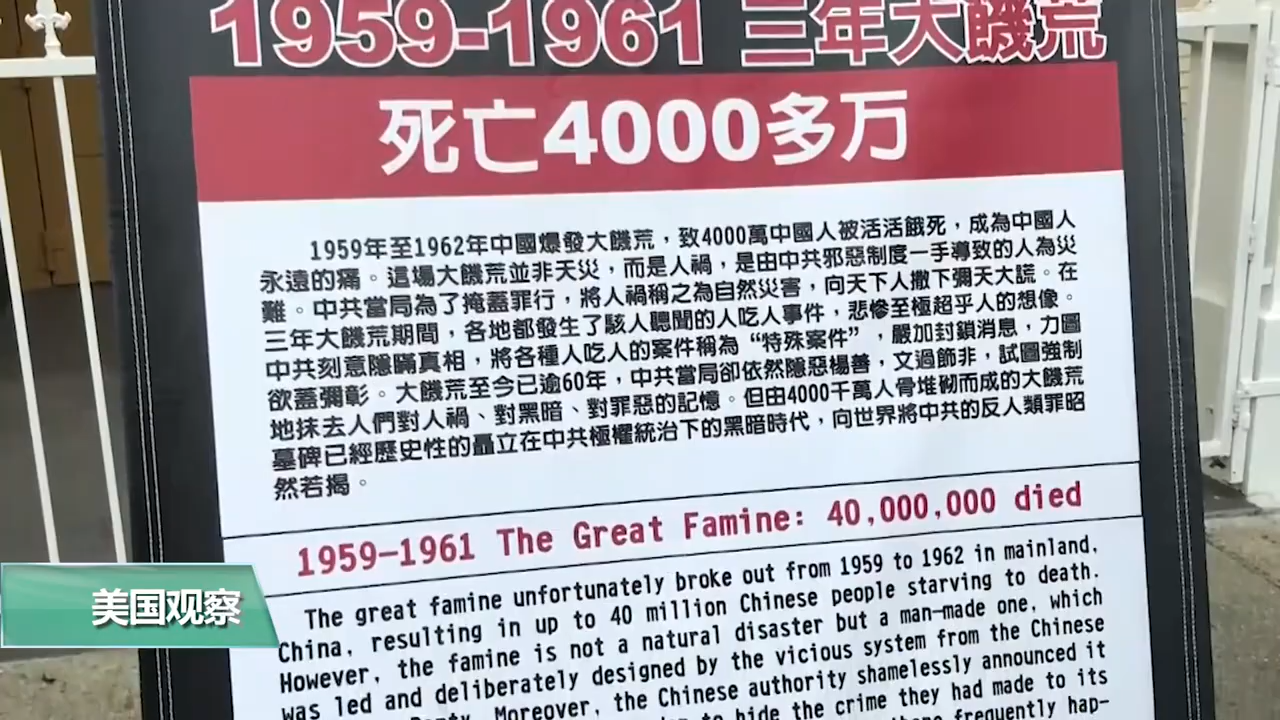 1959-1961 三年大饑荒
死亡4000多万
1959年至1962年中國爆發大饑荒，致4000萬中國人被活活餓死，成為中國人
永遠的痛。這場大饑荒並非天災，而是人禍，是由中共邪惡制度一手導致的人為災
難。中共當局為了掩蓋罪行，將人禍稱之為自然災害，向天下人撒下彌天大謊。在
三年大饑荒期間，各地都發生了駭人聽聞的人吃人事件，悲慘至極超乎人的想像。
中共刻意隱瞞真相，將各種人吃人的案件稱為“特殊案件”，嚴加封鎖消息，力圖
欲蓋彌彰。大饑荒至今已逾60年，中共當局卻依然隱惡楊善，文過飾非，試圖強制
地抹去人們對人禍、對黑暗、對罪惡的記憶。但由4000千萬人骨堆砌而成的大饑荒
墓碑已經歷史性的聶立在中共極權統治下的黑暗時代，向世界將中共的反人類罪昭
然若揭。
1959—1961 The Great Famine: 40,000,000 died
The great famine unfortunately broke out from 1959 to 1962 in mainland,
China, resulting in up to 40 million Chinese people starving to death.
However, the famine is not a natural disaster but a man-made one, which
was led and deliberately designed by the vicious system from the Chinese
Party. Moreover, the Chinese authority shamelessly announced it
to hide the crime they had made to its
frequently hap-
美国观察